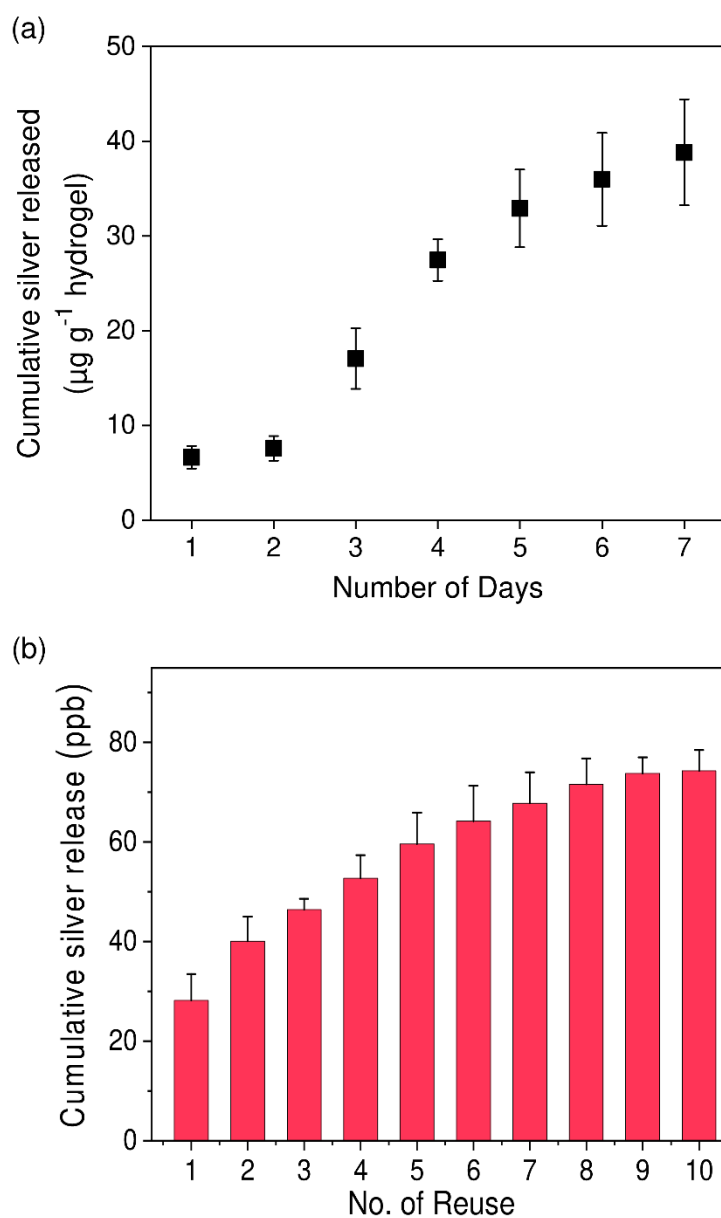 (a)
50
40
30
20
10
0
Cumulative silver released
(µg g⁻¹ hydrogel)
1 2 3 4 5 6 7
Number of Days
(b)
80
60
40
20
0
Cumulative silver release (ppb)
1 2 3 4 5 6 7 8 9 10
No. of Reuse